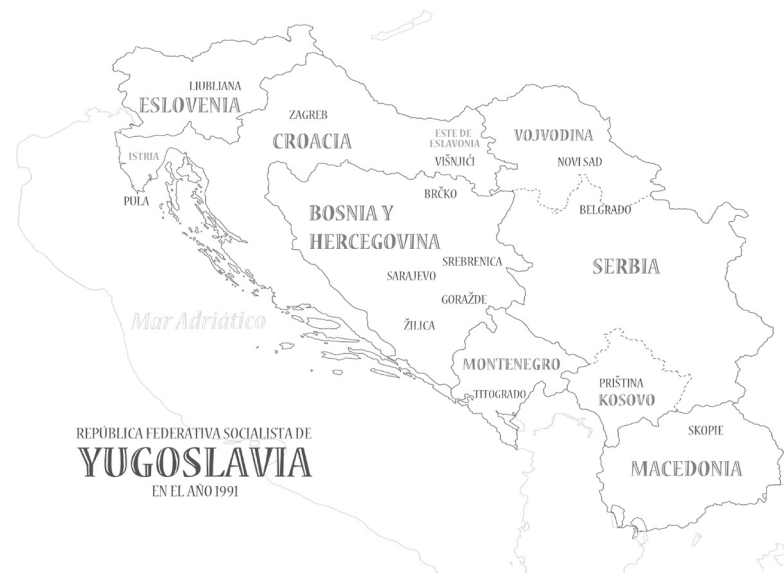 LJUBLJANA
ESLOVENIA
ZAGREB
CROACIA
ISTRIA
PULA
ESTE DE
ESLAVONIA
VIŠNJIĆI
VOJVODINA
NOVI SAD
BRČKO
BELGRADO
BOSNIA Y
HERCEGOVINA
SREBRENICA
SARAJEVO
GORAŽDE
ŽILICA
SERBIA
Mar Adriático
MONTENEGRO
TITOGRADO
PRIŠTINA
KOSOVO
SKOPIE
MACEDONIA
REPÚBLICA FEDERATIVA SOCIALISTA DE
YUGOSLAVIA
EN EL AÑO 1991